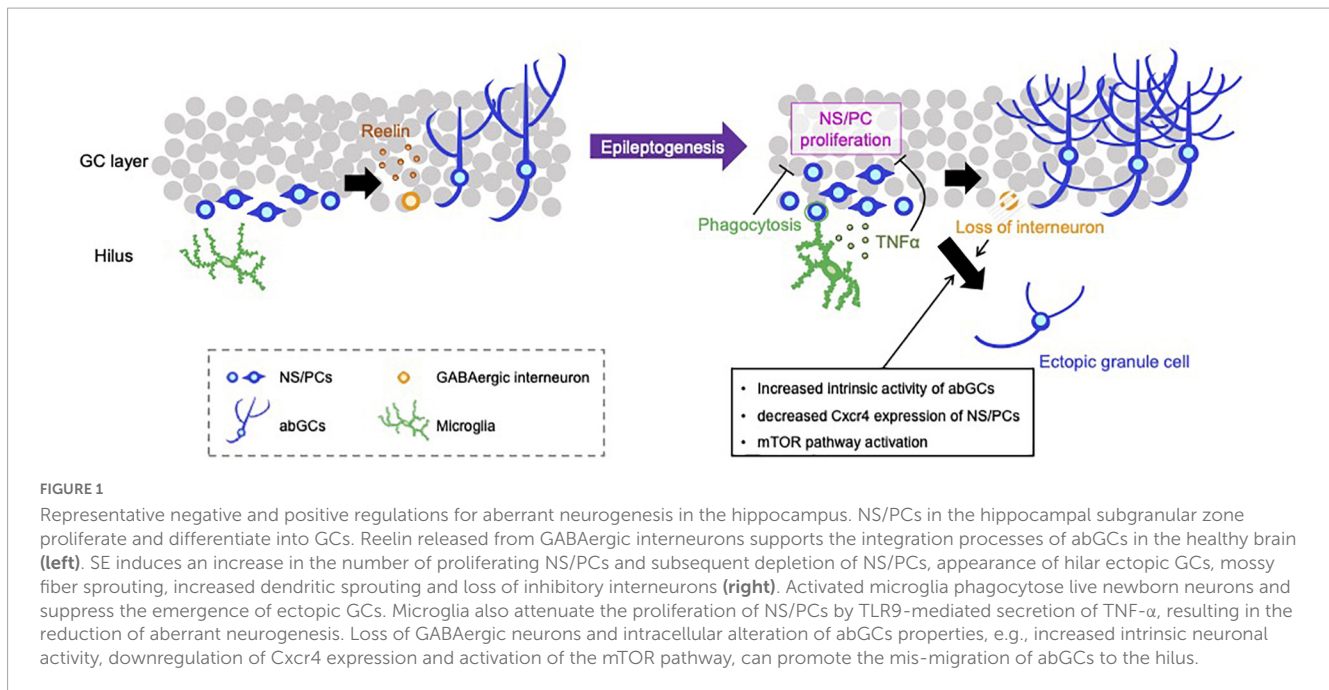 Reelin
GC layer
Hilus
Epileptogenesis
NS/PC
proliferation
Phagocytosis
TNFα
Loss of interneuron
Ectopic granule cell
NS/PCs
GABAergic interneuron
abGCs
Microglia
• Increased intrinsic activity of abGCs
• decreased Cxcr4 expression of NS/PCs
• mTOR pathway activation
FIGURE 1
Representative negative and positive regulations for aberrant neurogenesis in the hippocampus. NS/PCs in the hippocampal subgranular zone
proliferate and differentiate into GCs. Reelin released from GABAergic interneurons supports the integration processes of abGCs in the healthy brain
(left). SE induces an increase in the number of proliferating NS/PCs and subsequent depletion of NS/PCs, appearance of hilar ectopic GCs, mossy
fiber sprouting, increased dendritic sprouting and loss of inhibitory interneurons (right). Activated microglia phagocytose live newborn neurons and
suppress the emergence of ectopic GCs. Microglia also attenuate the proliferation of NS/PCs by TLR9-mediated secretion of TNF-α, resulting in the
reduction of aberrant neurogenesis. Loss of GABAergic neurons and intracellular alteration of abGCs properties, e.g., increased intrinsic neuronal
activity, downregulation of Cxcr4 expression and activation of the mTOR pathway, can promote the mis-migration of abGCs to the hilus.